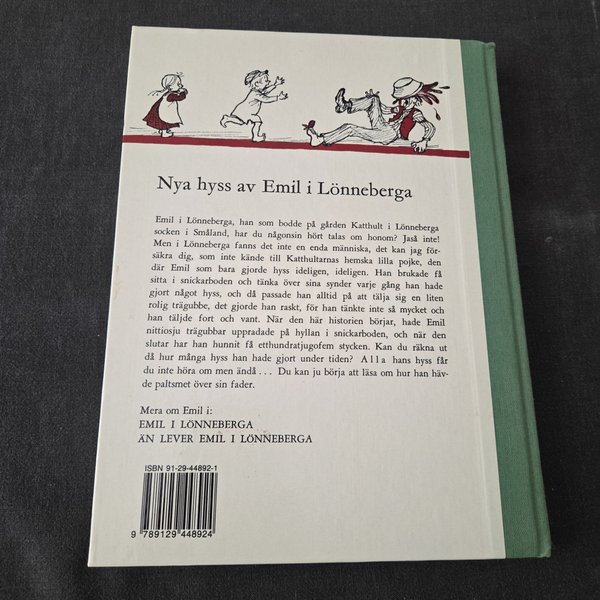 Nya hyss av Emil i Lönneberga
Emil i Lönneberga, han som bodde på gården Katthult i Lönneberga
socken i Småland, har du någonsin hört talas om honom? Jaså inte!
Men i Lönneberga fanns det inte en enda människa, det kan jag för-
säkra dig, som inte kände till Katthultarnas hemska lilla pojke, den
där Emil som bara gjorde hyss ideligen, ideligen. Han brukade få
sitta i snickarboden och tänka över sina synder varje gång han hade
gjort något hyss, och då passade han alltid på att tälja sig en liten
rolig trägubbe, det gjorde han raskt, för han tänkte inte så mycket och
han täljde fort och vant. När den här historien börjar, hade Emil
nittiosju trägubbar uppradade på hyllan i snickarboden, och när den
slutar har han hunnit få etthundratjugofem stycken. Kan du räkna ut
då hur många hyss han hade gjort under tiden? Alla hans hyss får
du inte höra om men ändå . . . Du kan ju börja att läsa om hur han häv-
de paltsmet över sin fader.
Mera om Emil i:
EMIL I LÖNNEBERGA
ÄN LEVER EMIL I LÖNNEBERGA
ISBN 91-29-44892-1
9 789129 448924